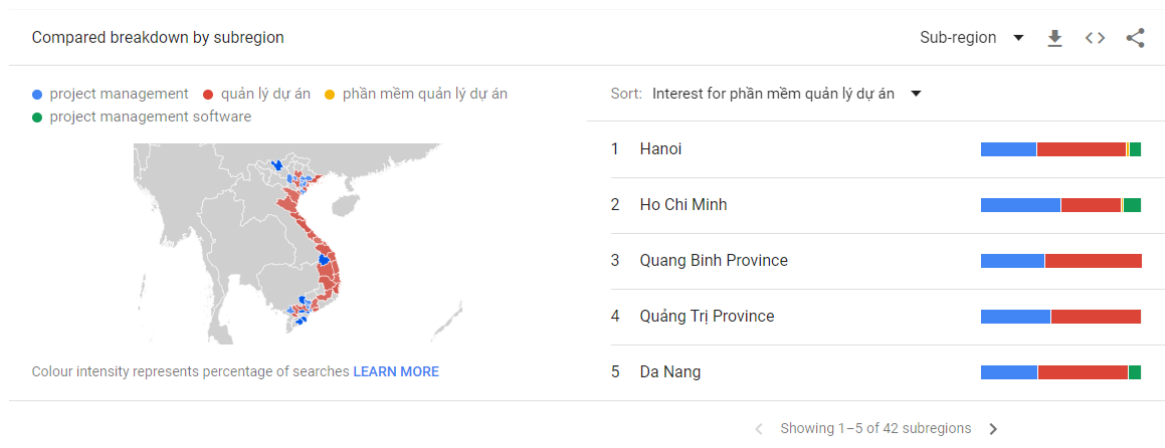 Compared breakdown by subregion
Sub-region
project management quản lý dự án phần mềm quản lý dự án
project management software
Colour intensity represents percentage of searches LEARN MORE
Sort: Interest for phần mềm quản lý dự án
1 Hanoi
2 Ho Chi Minh
3 Quang Binh Province
4 Quảng Trị Province
5 Da Nang
Showing 1–5 of 42 subregions